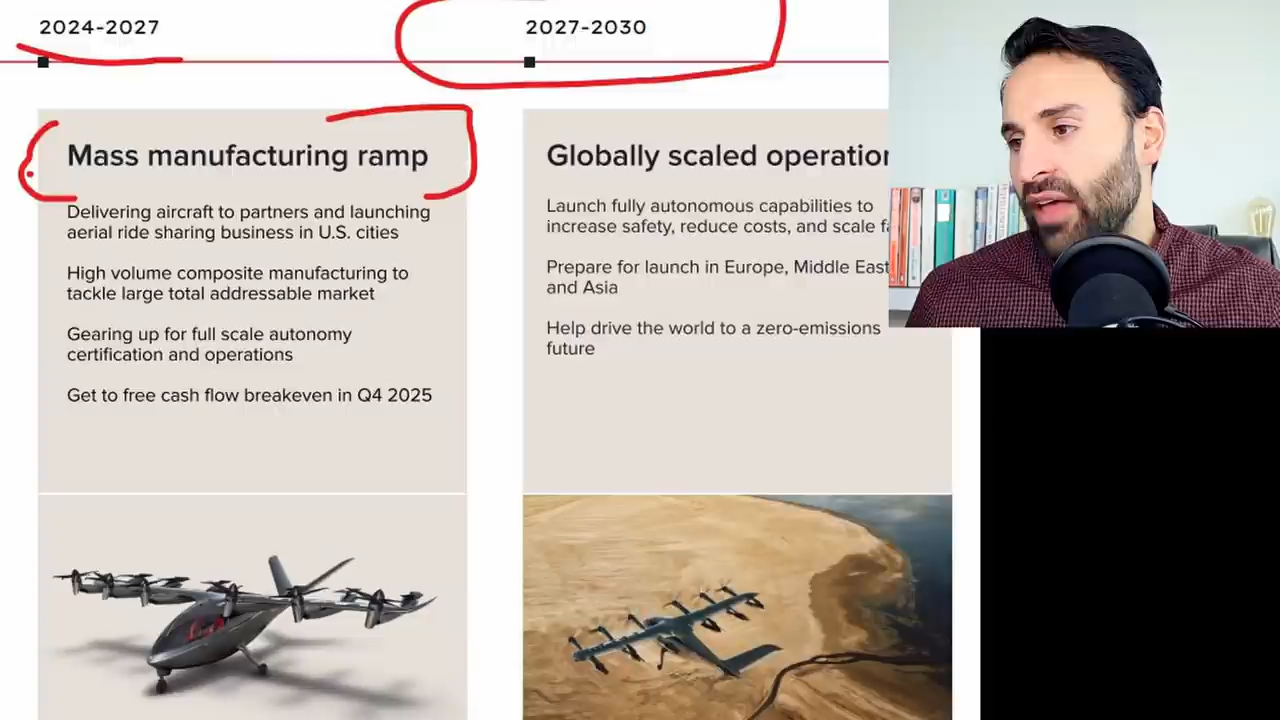 2024-2027
2027-2030
Mass manufacturing ramp
Delivering aircraft to partners and launching
aerial ride sharing business in U.S. cities
High volume composite manufacturing to
tackle large total addressable market
Gearing up for full scale autonomy
certification and operations
Get to free cash flow breakeven in Q4 2025
Globally scaled operation
Launch fully autonomous capabilities to
increase safety, reduce costs, and scale f
Prepare for launch in Europe, Middle East
and Asia
Help drive the world to a zero-emissions
future